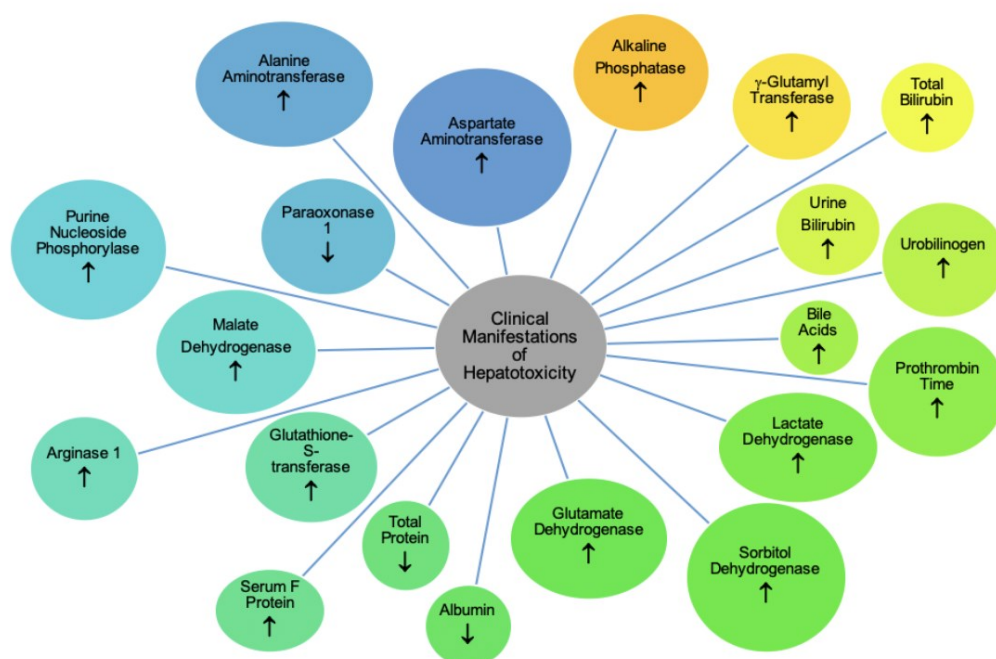 Alanine
Aminotransferase
↑
Aspartate
Aminotransferase
↑
Alkaline
Phosphatase
↑
γ-Glutamyl
Transferase
↑
Total
Bilirubin
↑
Purine
Nucleoside
Phosphorylase
↑
Paraoxonase
1
↓
Urine
Bilirubin
↑
Urobilinogen
↑
Malate
Dehydrogenase
↑
Clinical
Manifestations
of
Hepatotoxicity
Bile
Acids
↑
Prothrombin
Time
↑
Arginase 1
↑
Glutathione-
S-
transferase
↑
Lactate
Dehydrogenase
↑
Total
Protein
↓
Glutamate
Dehydrogenase
↑
Sorbitol
Dehydrogenase
↑
Serum F
Protein
↑
Albumin
↓